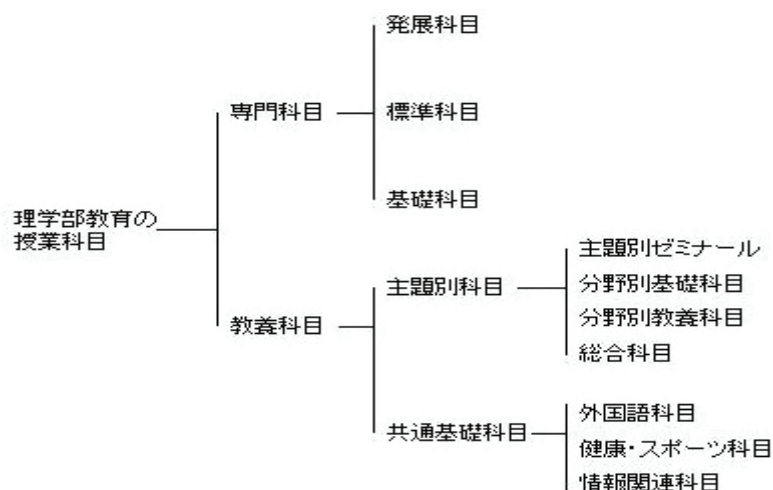 発展科目
専門科目
標準科目
基礎科目
理学部教育の
授業科目
主題別ゼミナール
主題別科目
分野別基礎科目
分野別教養科目
教養科目
総合科目
外国語科目
共通基礎科目
健康・スポーツ科目
情報関連科目